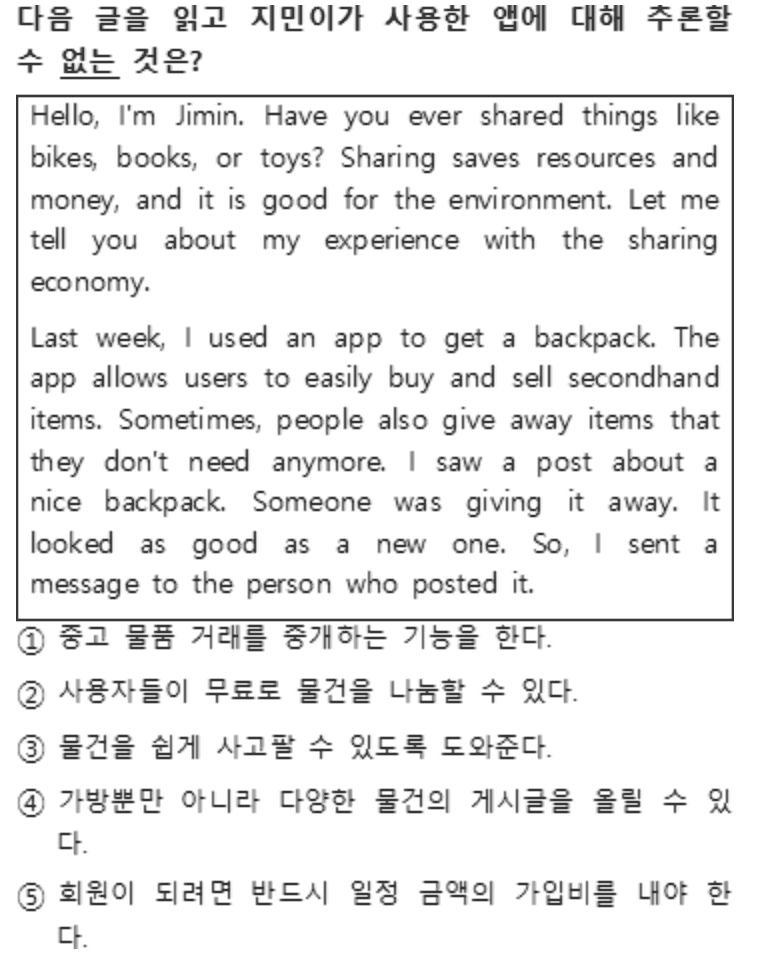 다음 글을 읽고 지민이가 사용한 앱에 대해 추론할
수 없는 것은?
Hello, I'm Jimin. Have you ever shared things like
bikes, books, or toys? Sharing saves resources and
money, and it is good for the environment. Let me
tell you about my experience with the sharing
economy.
Last week, I used an app to get a backpack. The
app allows users to easily buy and sell secondhand
items. Sometimes, people also give away items that
they don't need anymore. I saw a post about a
nice backpack. Someone was giving it away. It
looked as good as a new one. So, I sent a
message to the person who posted it.
① 중고 물품 거래를 중개하는 기능을 한다.
② 사용자들이 무료로 물건을 나눔할 수 있다.
③ 물건을 쉽게 사고팔 수 있도록 도와준다.
④ 가방뿐만 아니라 다양한 물건의 게시글을 올릴 수 있
다.
⑤ 회원이 되려면 반드시 일정 금액의 가입비를 내야 한
다.